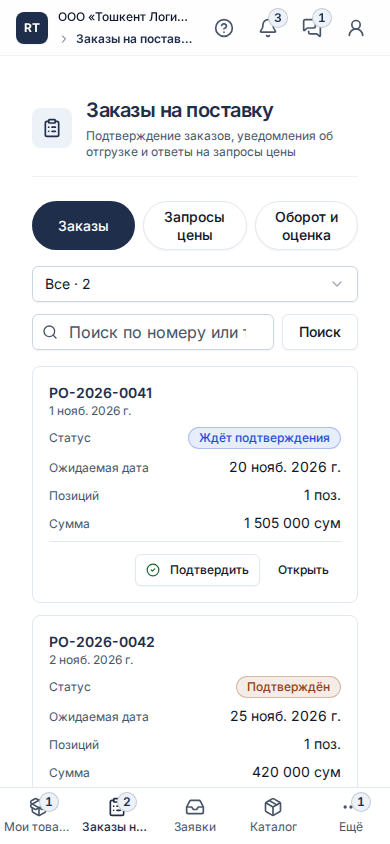 RT
ООО «Тошкент Логи...
Заказы на постав...
3
1
Заказы на поставку
Подтверждение заказов, уведомления об
отгрузке и ответы на запросы цены
Заказы
Запросы
цены
Оборот и
оценка
Все · 2
Поиск по номеру или
Поиск
PO-2026-0041
1 нояб. 2026 г.
Статус
Ждёт подтверждения
Ожидаемая дата
20 нояб. 2026 г.
Позиций
1 поз.
Сумма
1 505 000 сум
Подтвердить
Открыть
PO-2026-0042
2 нояб. 2026 г.
Статус
Подтверждён
Ожидаемая дата
25 нояб. 2026 г.
Позиций
1 поз.
Сумма
420 000 сум
1
2
1
Мои това...
Заказы н...
Заявки
Каталог
Ещё